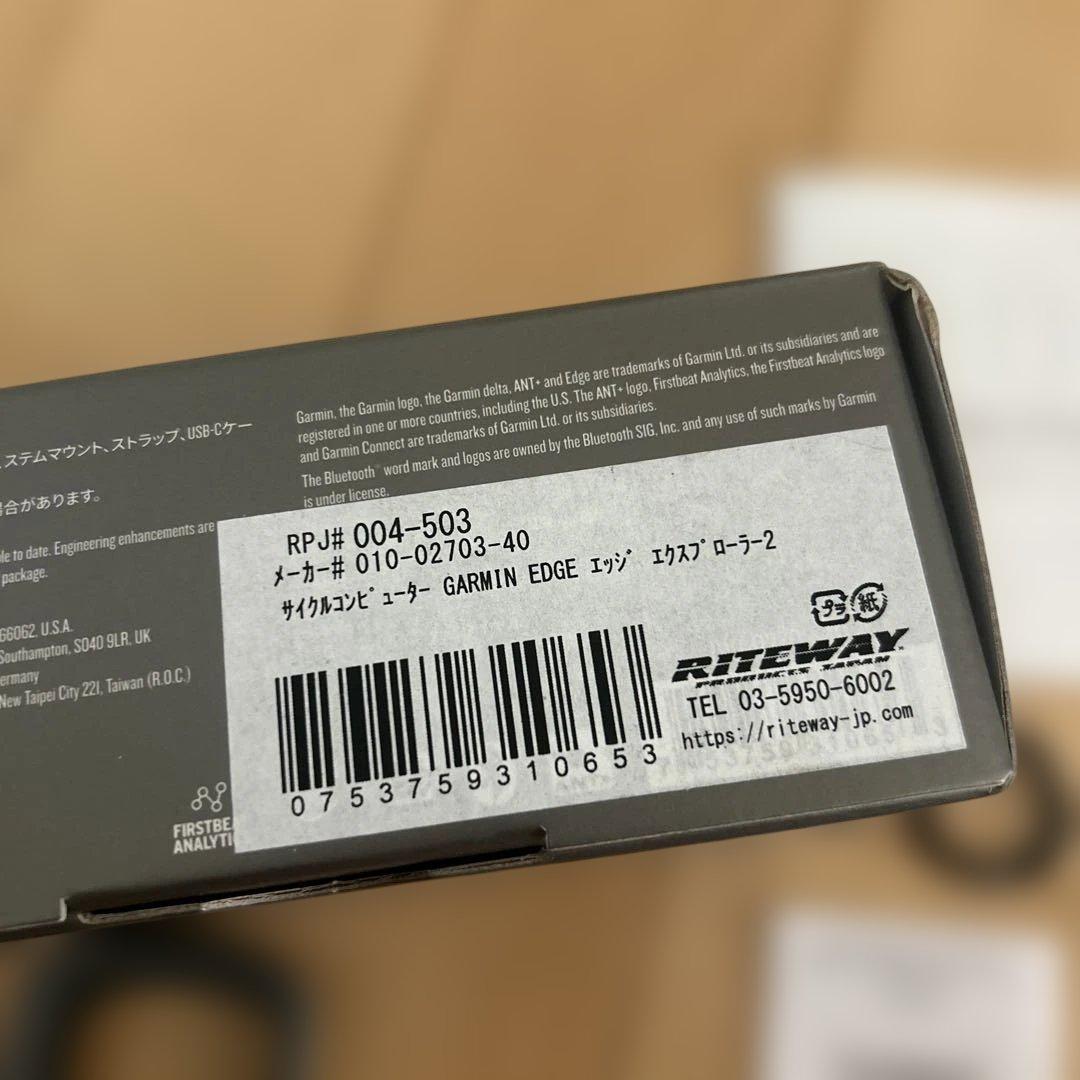 ステムマウント、ストラップ、USB-Cケー
場合があります。
le to date. Engineering enhancements are
package.
66062, U.S.A.
Southampton, SO40 9LR, UK
ermany
New Taipei City 221, Taiwan (R.O.C.)
FIRSTBE
ANALYTI
Garmin, the Garmin logo, the Garmin delta, ANT+ and Edge are trademarks of Garmin Ltd. or its subsidiaries and are
registered in one or more countries, including the U.S. The ANT+ logo, Firstbeat Analytics, the Firstbeat Analytics logo
and Garmin Connect are trademarks of Garmin Ltd. or its subsidiaries.
The Bluetooth® word mark and logos are owned by the Bluetooth SIG, Inc. and any use of such marks by Garmin
is under license.
RPJ# 004-503
ﾒｰｶｰ# 010-02703-40
ｻｲｸﾙｺﾝﾋﾟｭｰﾀｰ GARMIN EDGE ｴｯｼﾞ ｴｸｽﾌﾟﾛｰﾗｰ2
プラ 紙
RITEWAY
PRODUCTS JAPAN
TEL 03-5950-6002
https://riteway-jp.com
0753759310653